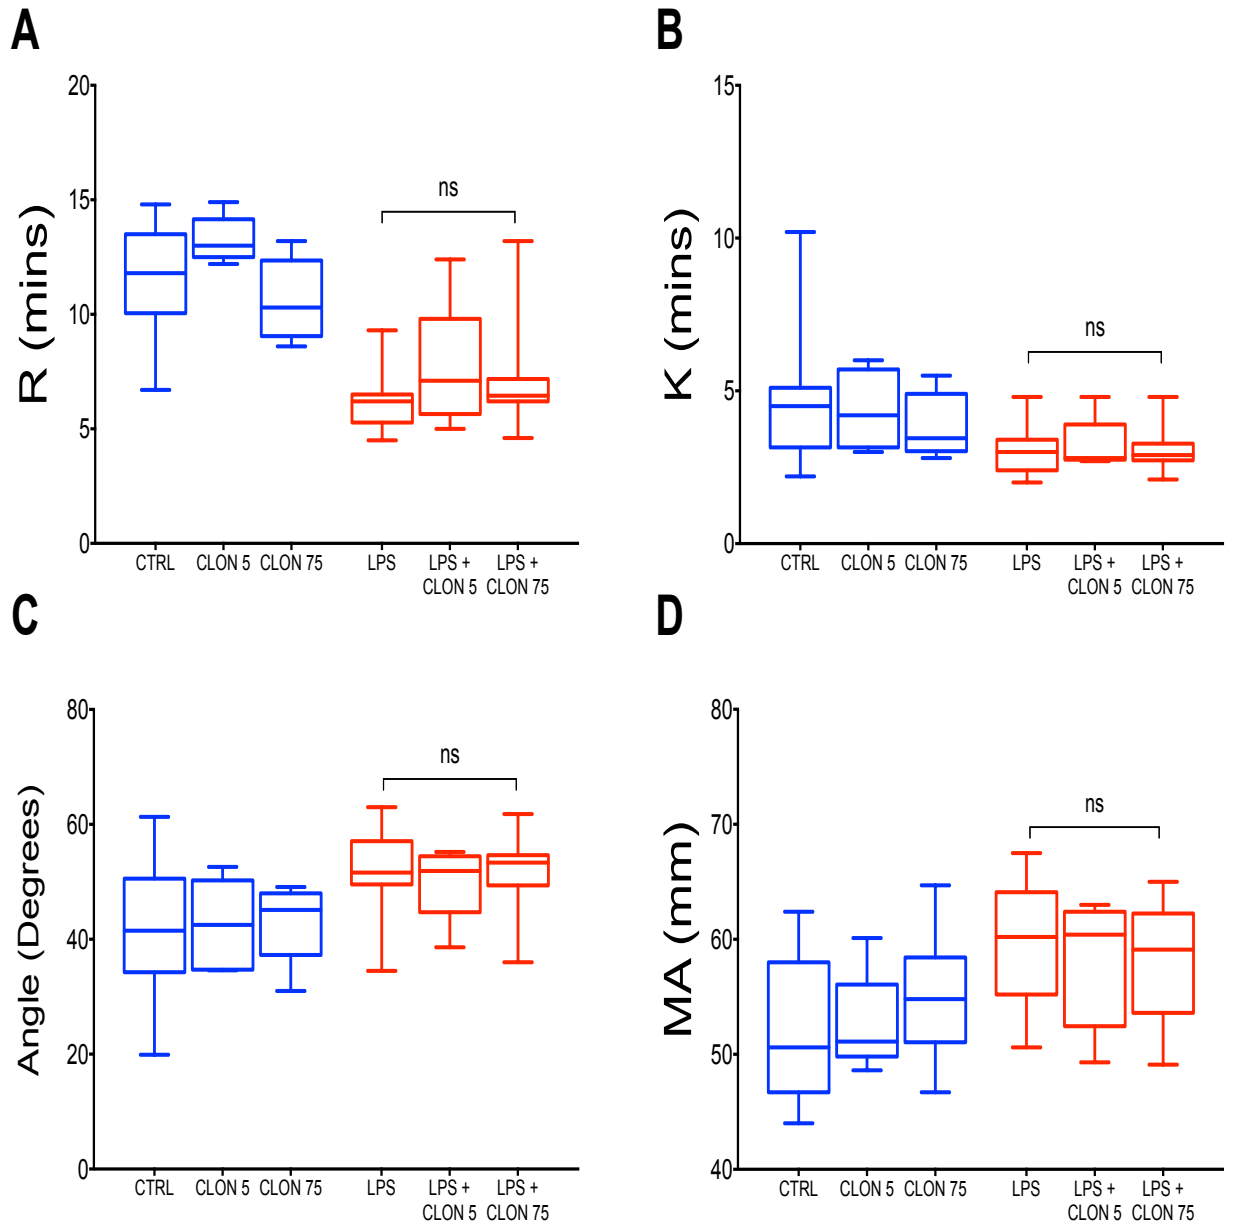 A
R (mins)
20
15
10
5
0
ns
CTRL CLON 5 CLON 75 LPS LPS + CLON 5 LPS + CLON 75
B
K (mins)
15
10
5
0
ns
CTRL CLON 5 CLON 75 LPS LPS + CLON 5 LPS + CLON 75
C
Angle (Degrees)
80
60
40
20
0
ns
CTRL CLON 5 CLON 75 LPS LPS + CLON 5 LPS + CLON 75
D
MA (mm)
80
70
60
50
40
ns
CTRL CLON 5 CLON 75 LPS LPS + CLON 5 LPS + CLON 75